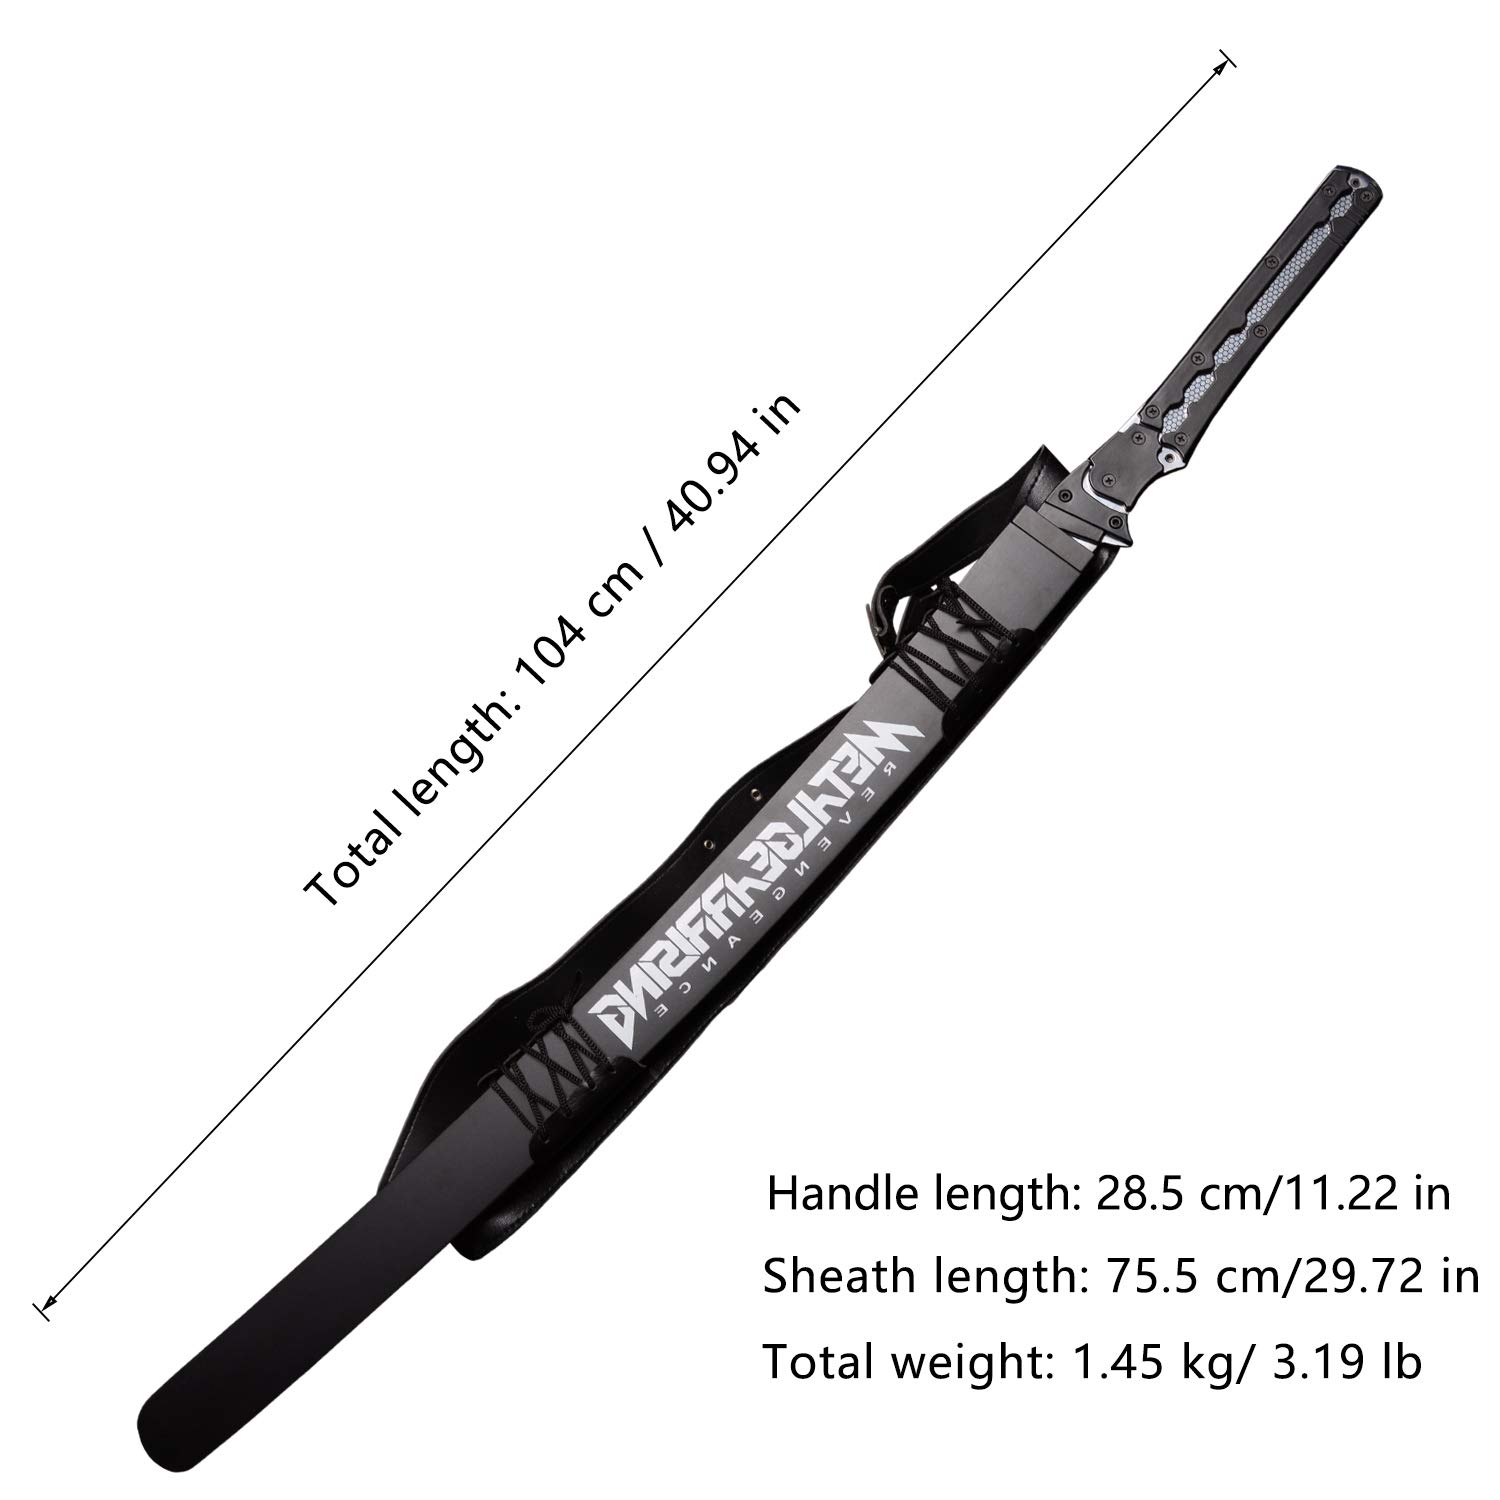 Total length: 104 cm / 40.94 in
METAL GEAR RISING
REVENGEANCE
Handle length: 28.5 cm/11.22 in
Sheath length: 75.5 cm/29.72 in
Total weight: 1.45 kg/ 3.19 lb